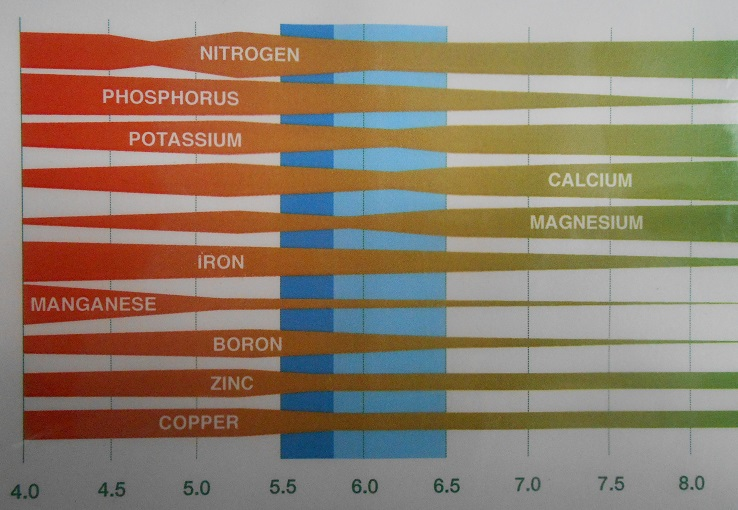 NITROGEN
PHOSPHORUS
POTASSIUM
CALCIUM
MAGNESIUM
IRON
MANGANESE
BORON
ZINC
COPPER
4.0 4.5 5.0 5.5 6.0 6.5 7.0 7.5 8.0